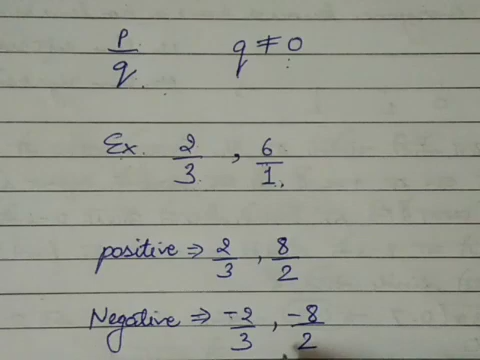 p/q q ≠ 0
Ex. 2/3 , 6/1
positive ⇒ 2/3 , 8/2
Negative ⇒ -2/3 , -8/2